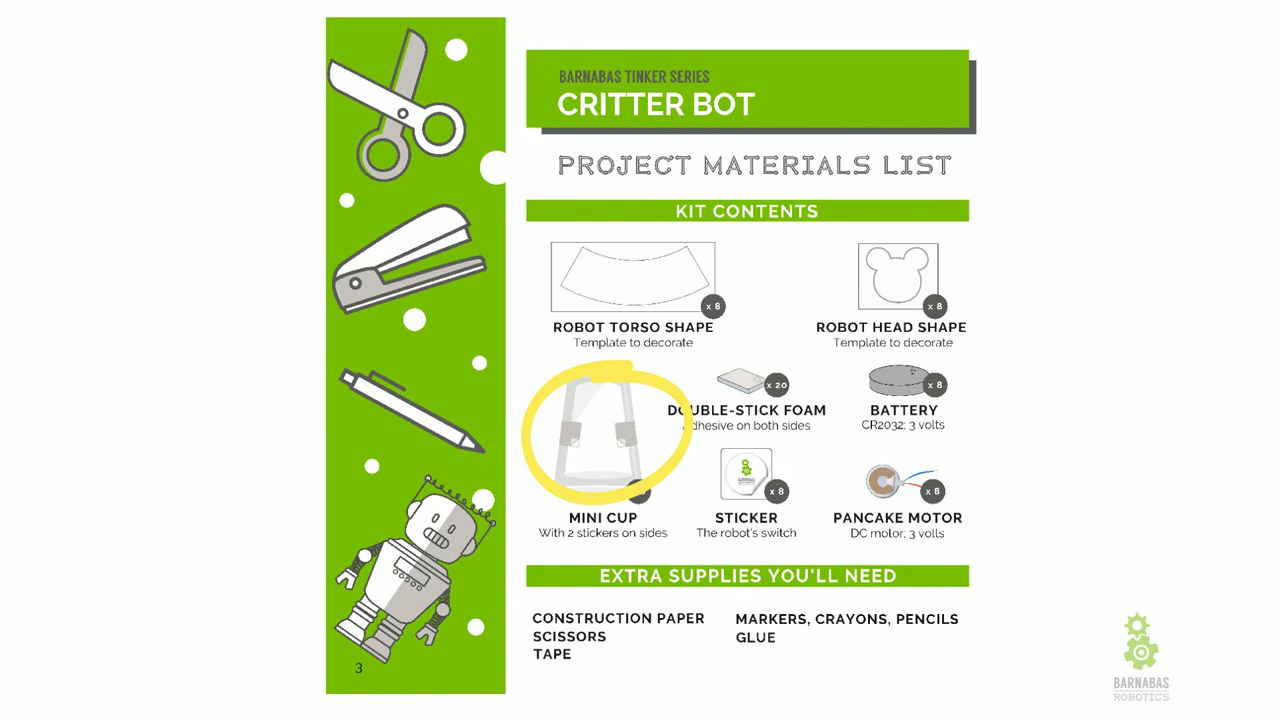 BARNABAS TINKER SERIES
CRITTER BOT
PROJECT MATERIALS LIST
KIT CONTENTS
x 8
ROBOT TORSO SHAPE
Template to decorate
x 8
ROBOT HEAD SHAPE
Template to decorate
MINI CUP
With 2 stickers on sides
x 20
DOUBLE-STICK FOAM
Adhesive on both sides
x 8
BATTERY
CR2032; 3 volts
x 8
STICKER
The robot's switch
x 8
PANCAKE MOTOR
DC motor; 3 volts
EXTRA SUPPLIES YOU'LL NEED
CONSTRUCTION PAPER
SCISSORS
TAPE
MARKERS, CRAYONS, PENCILS
GLUE
3
BARNABAS
ROBOTICS